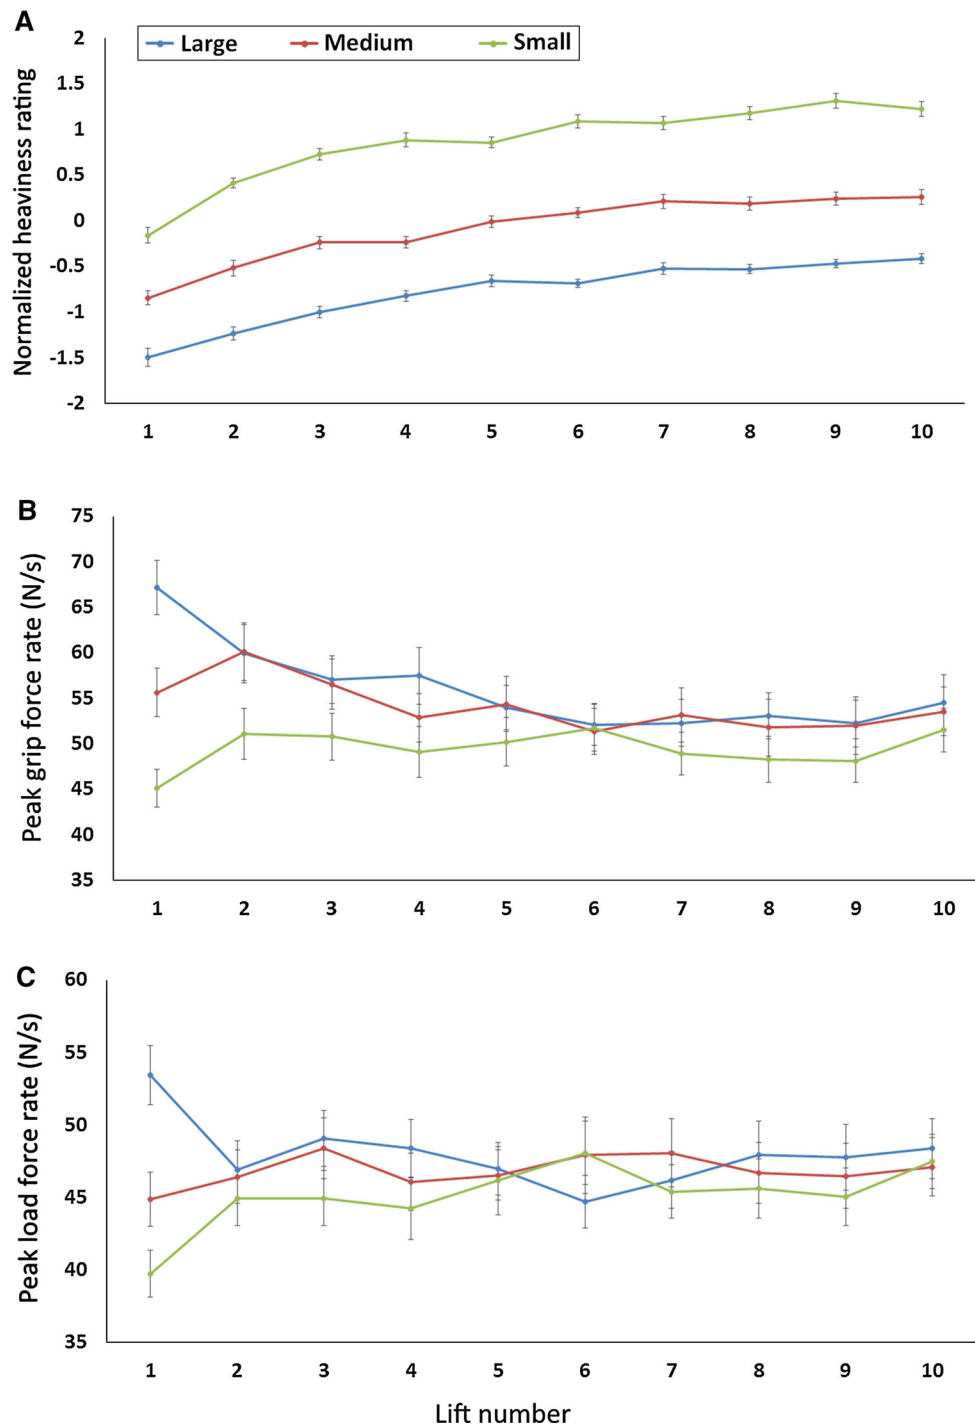 A
Large Medium Small
Normalized heaviness rating
2
1.5
1
0.5
0
-0.5
-1
-1.5
-2
1 2 3 4 5 6 7 8 9 10
B
Peak grip force rate (N/s)
75
70
65
60
55
50
45
40
35
1 2 3 4 5 6 7 8 9 10
C
Peak load force rate (N/s)
60
55
50
45
40
35
1 2 3 4 5 6 7 8 9 10
Lift number